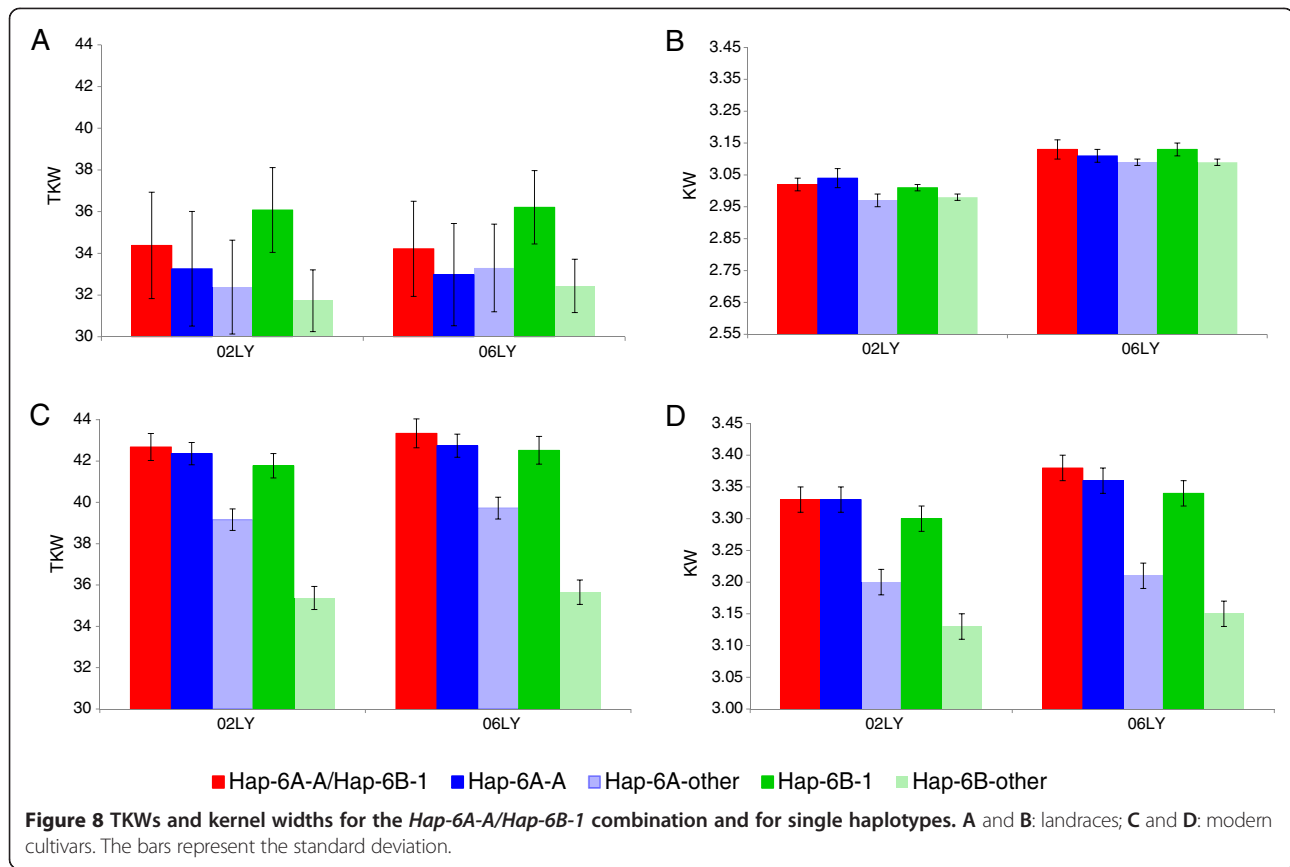 A
44
42
40
38
36
34
32
30
TKW
02LY 06LY
B
3.45
3.35
3.25
3.15
3.05
2.95
2.85
2.75
2.65
2.55
KW
02LY 06LY
C
44
42
40
38
36
34
32
30
TKW
02LY 06LY
D
3.45
3.40
3.35
3.30
3.25
3.20
3.15
3.10
3.05
3.00
KW
02LY 06LY
Hap-6A-A/Hap-6B-1 Hap-6A-A Hap-6A-other Hap-6B-1 Hap-6B-other
Figure 8 TKWs and kernel widths for the Hap-6A-A/Hap-6B-1 combination and for single haplotypes. A and B: landraces; C and D: modern
cultivars. The bars represent the standard deviation.